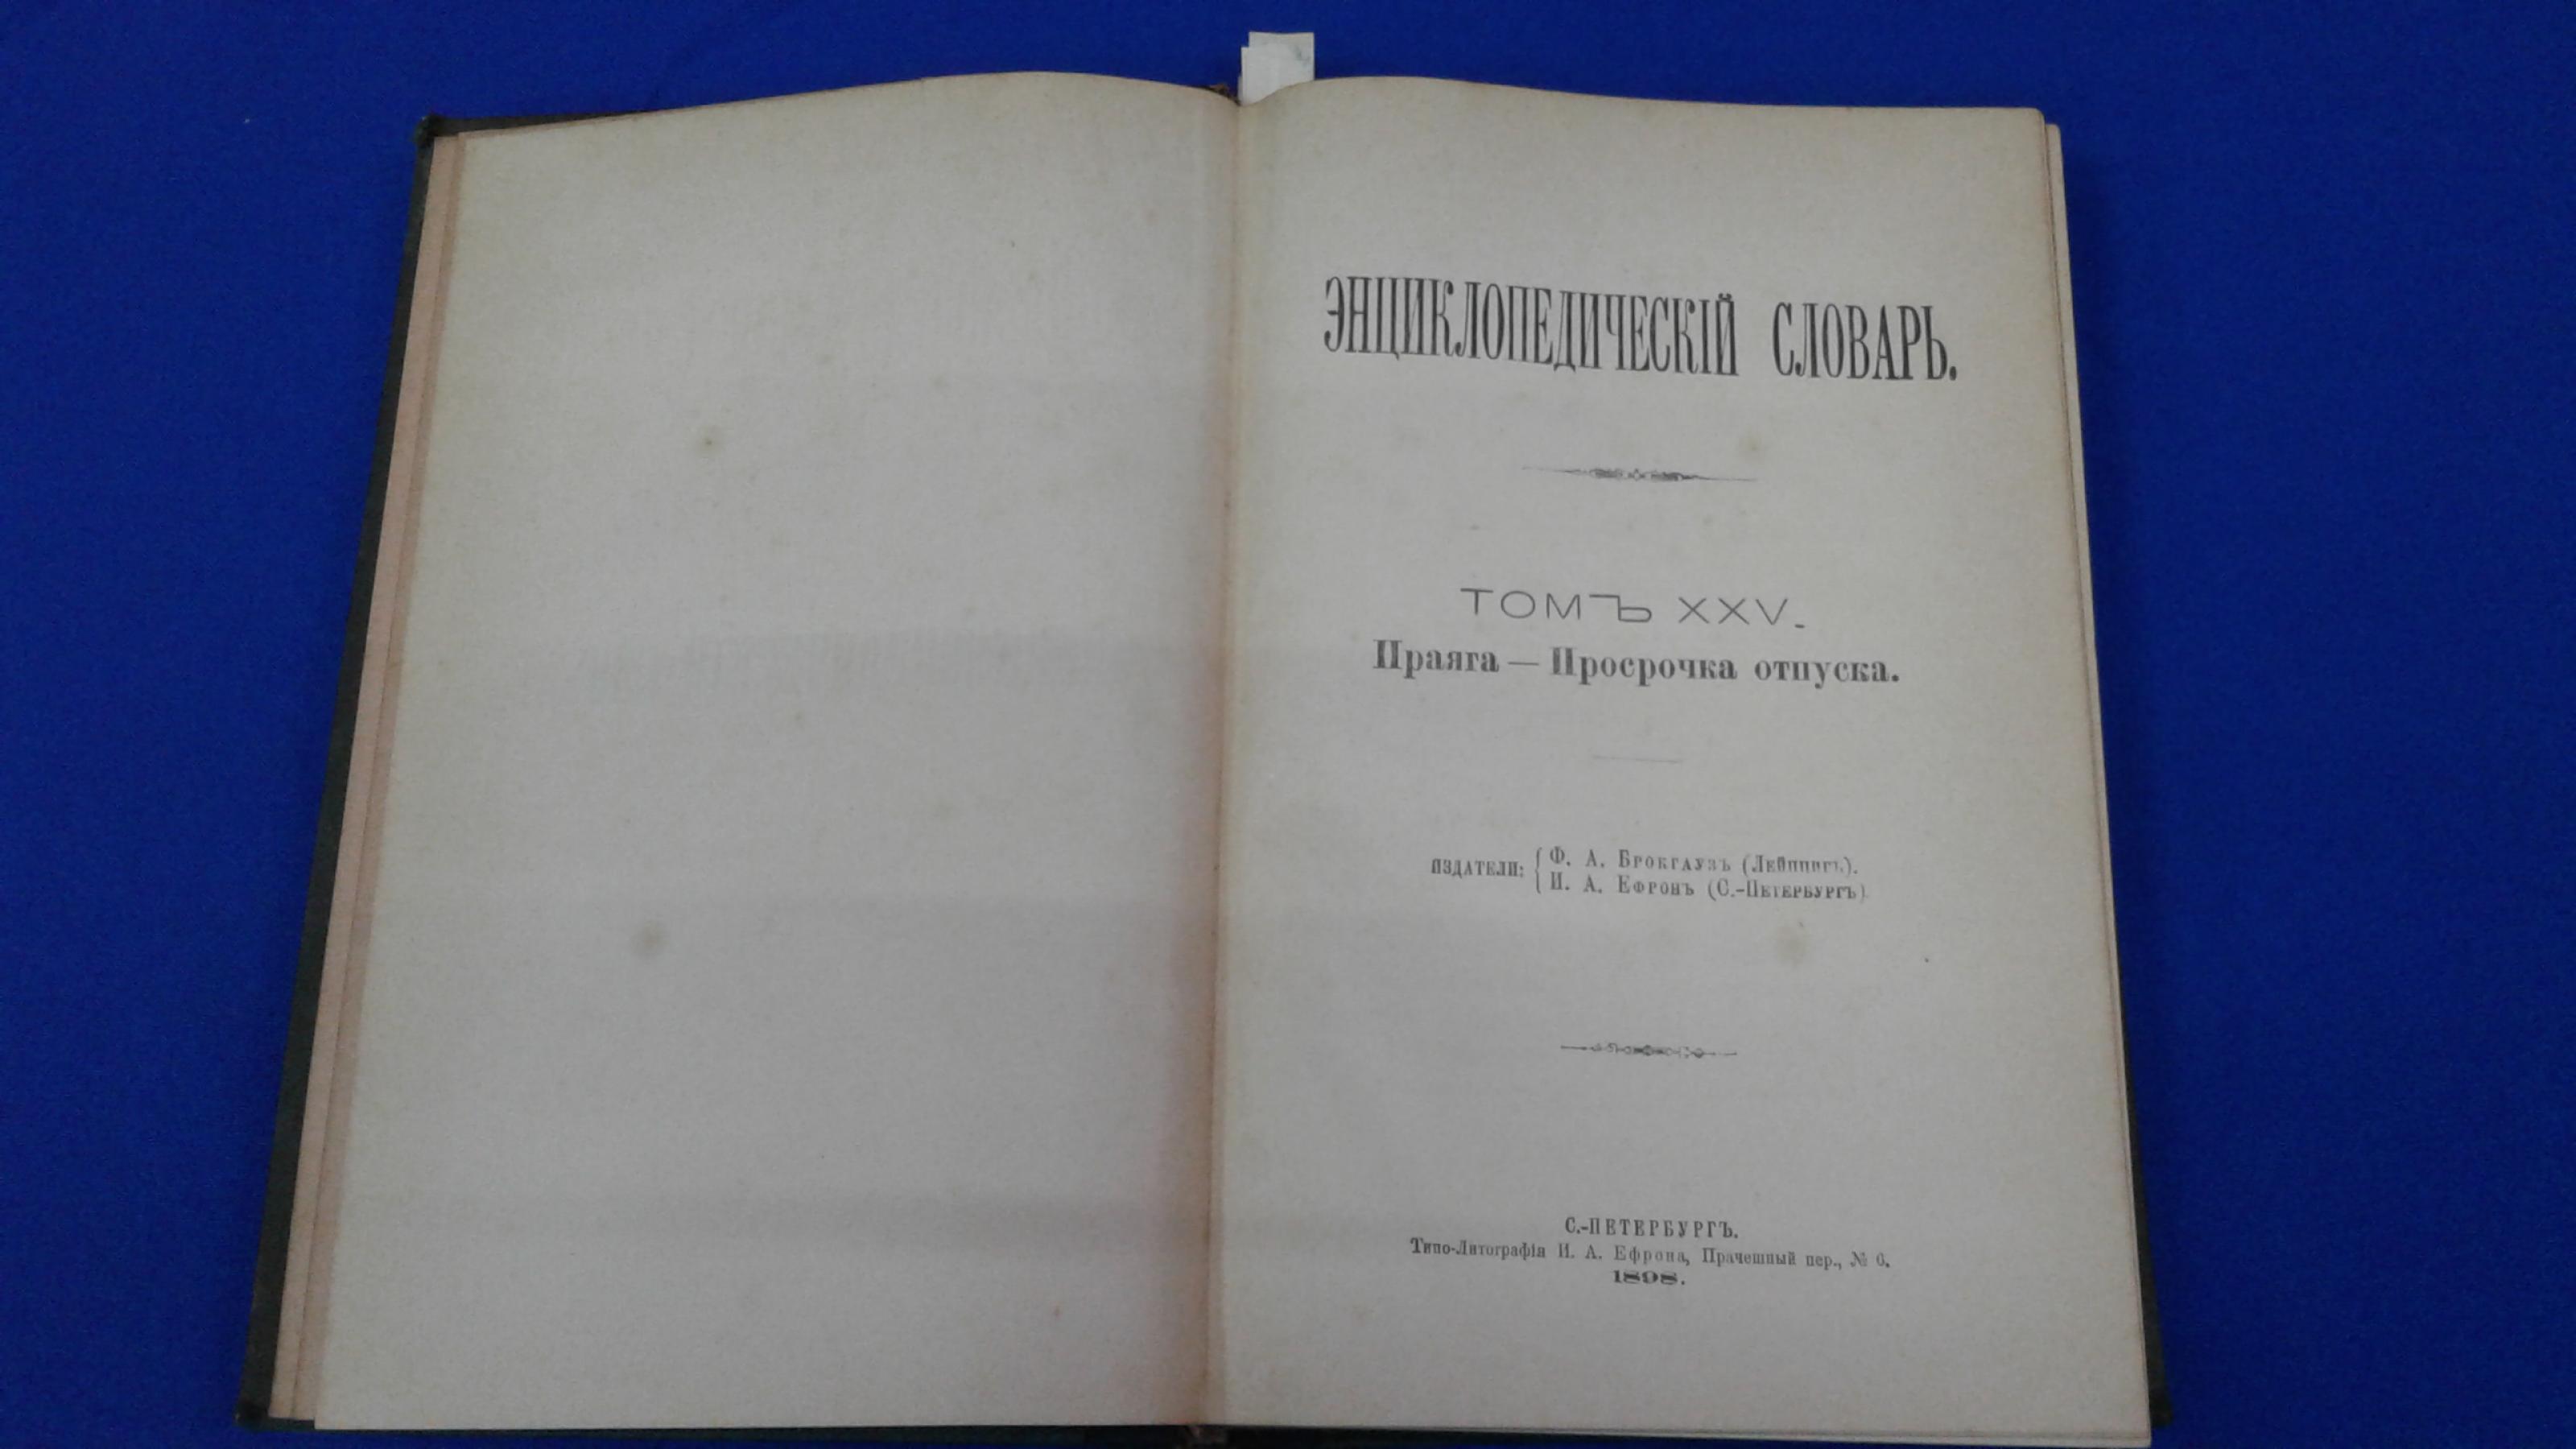 ЭНЦИКЛОПЕДИЧЕСКІЙ СЛОВАРЬ.
ТОМЪ XXV.
Праяга — Просрочка отпуска.
ИЗДАТЕЛИ: { Ф. А. БРОКГАУЗЪ (ЛЕЙПЦИГЪ).
И. А. ЕФРОНЪ (С.-ПЕТЕРБУРГЪ)
С.-ПЕТЕРБУРГЪ.
Типо-Литографія И. А. Ефрона, Прачешный пер., № 6.
1898.